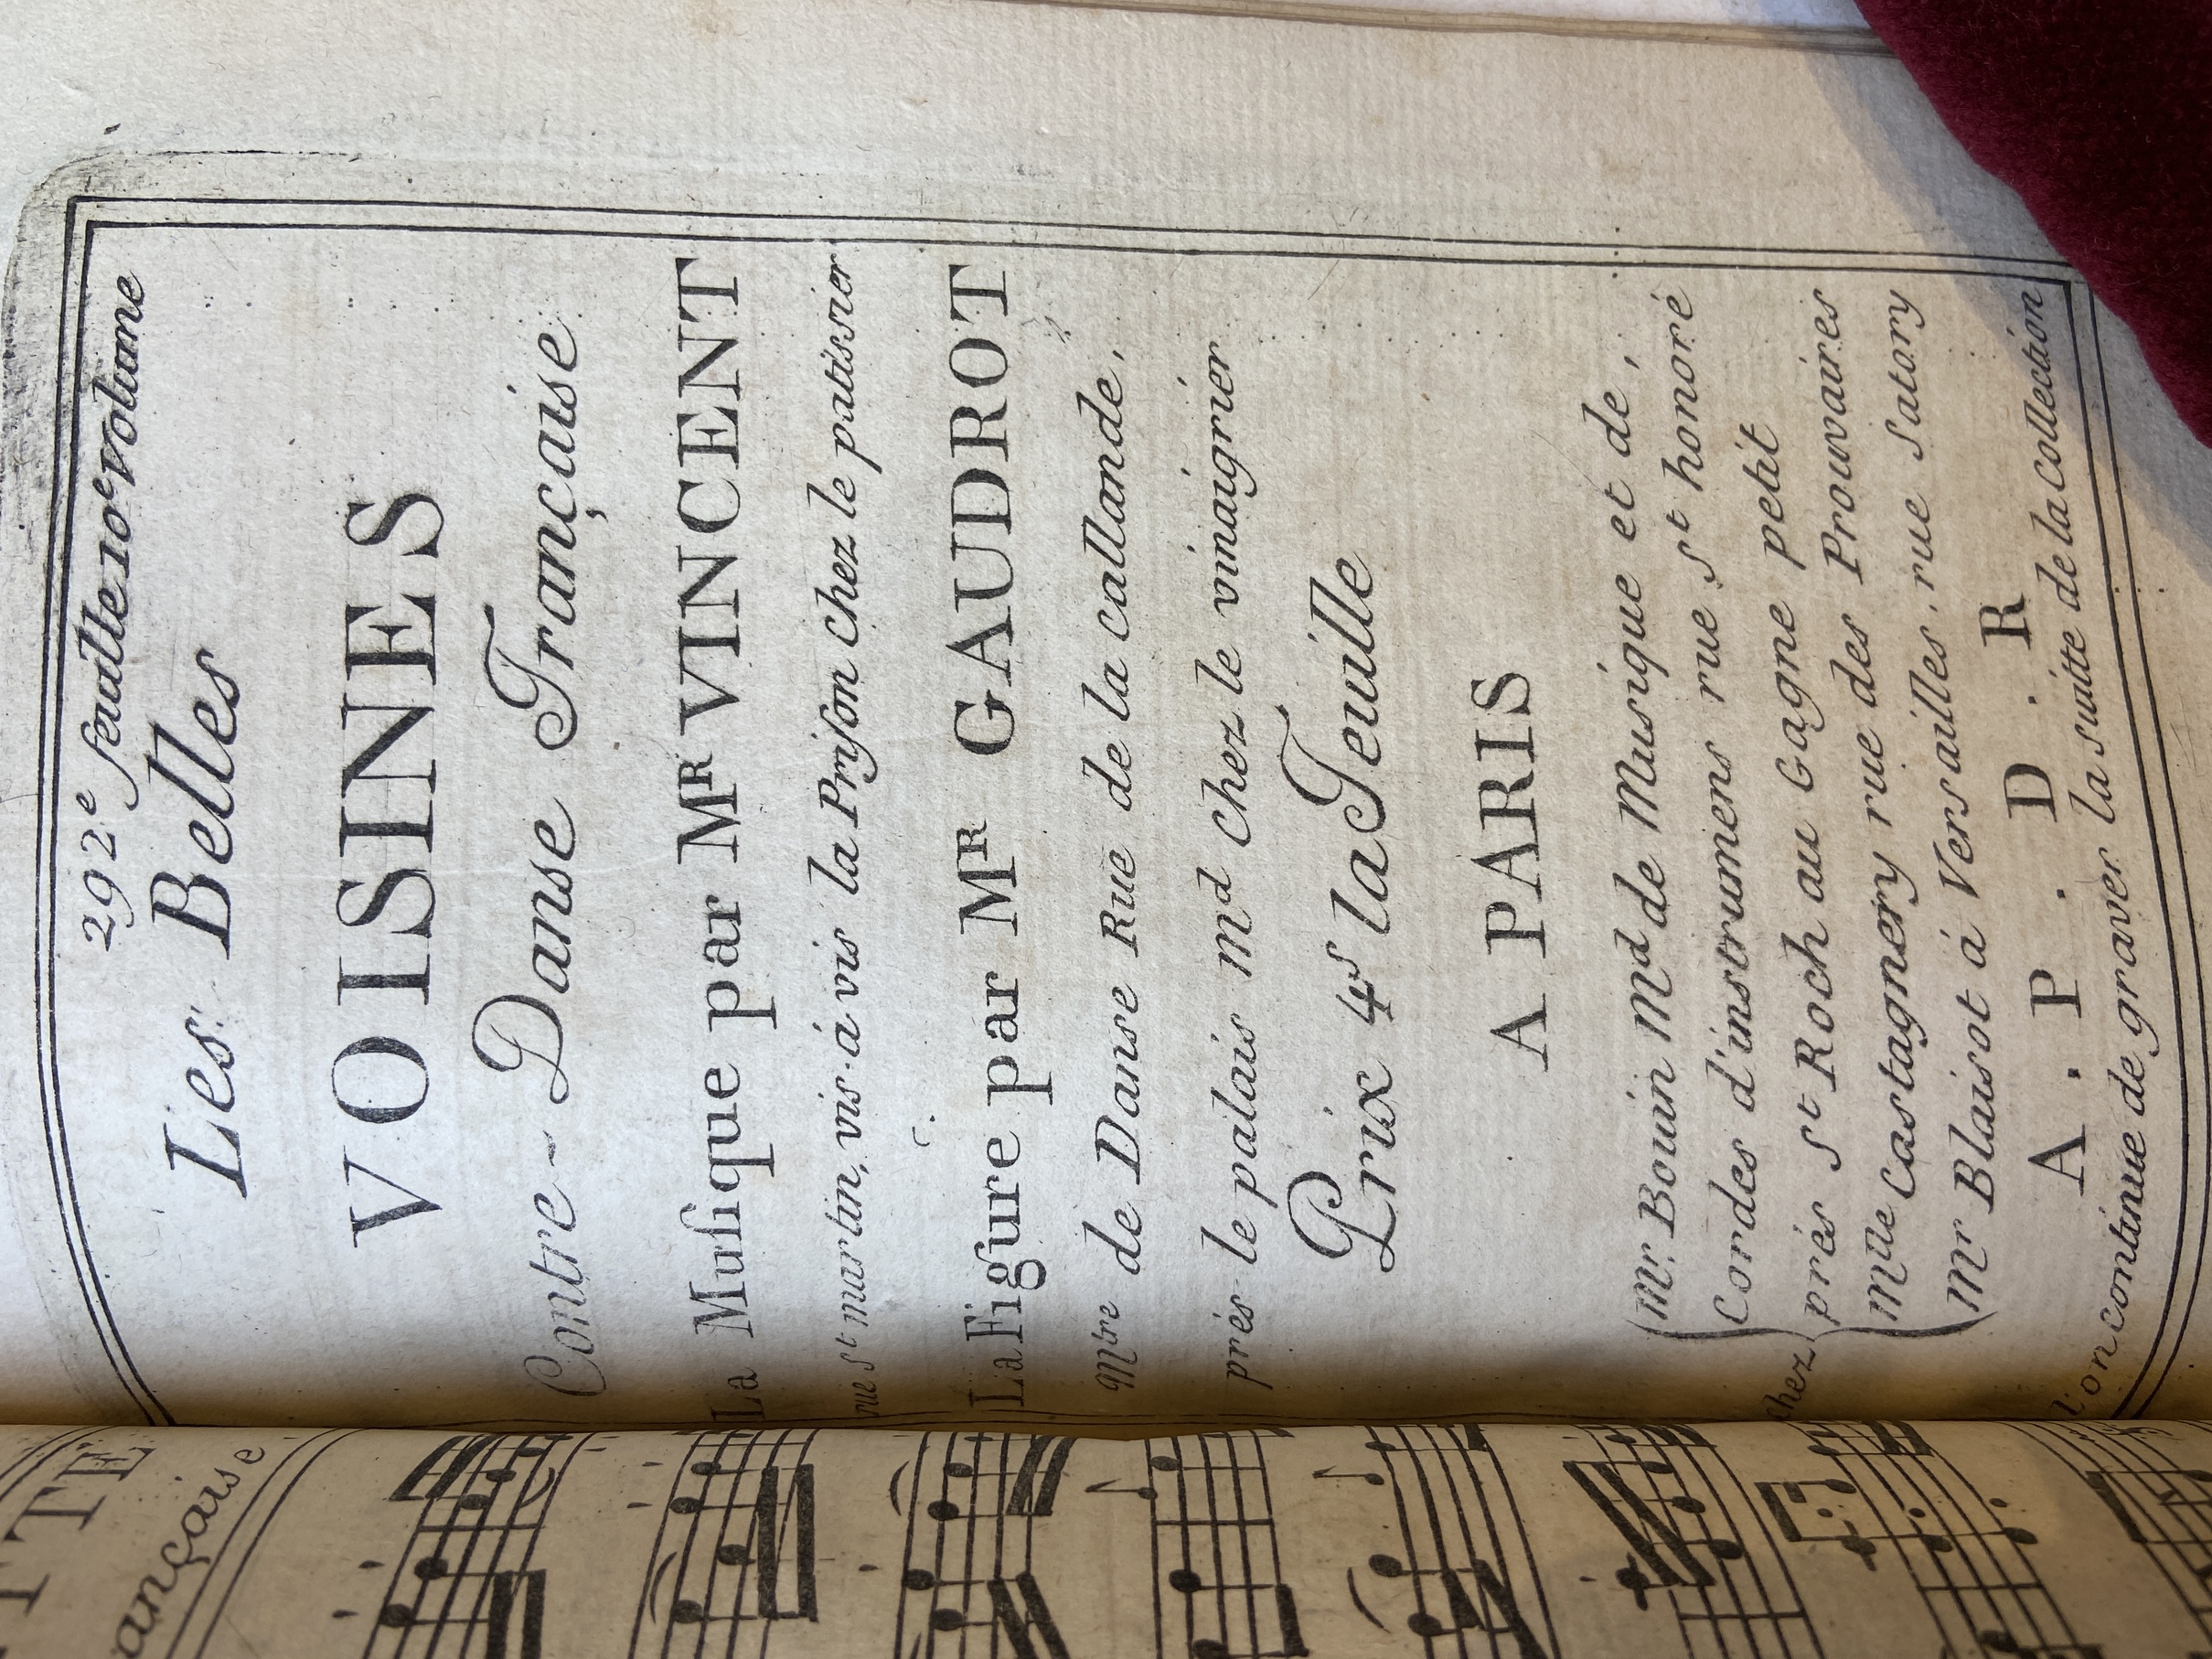 292e feuille 10e volume
Les Belles
VOISINES
Contre-Danse Française
La Musique par Mr VINCENT
rue St martin, vis-á vis la Prison chez le patissier
La Figure par Mr GAUDROT
Mtre de Danse Rue de la callande,
prés le palais md chez le vinaigrier
Prix 4s la Feuille
A PARIS
chez
Mr. Bouin Md de Musique et de,
Cordes d'instrumens rue St honoré
prés St Roch au Gagne petit
Mlle Castagnery rue des Prouvaires
Mr Blaisot á Versailles, rue Satory
A . P . D . R
l'on continue de graver la suitte de la collection
TTE
ançaise